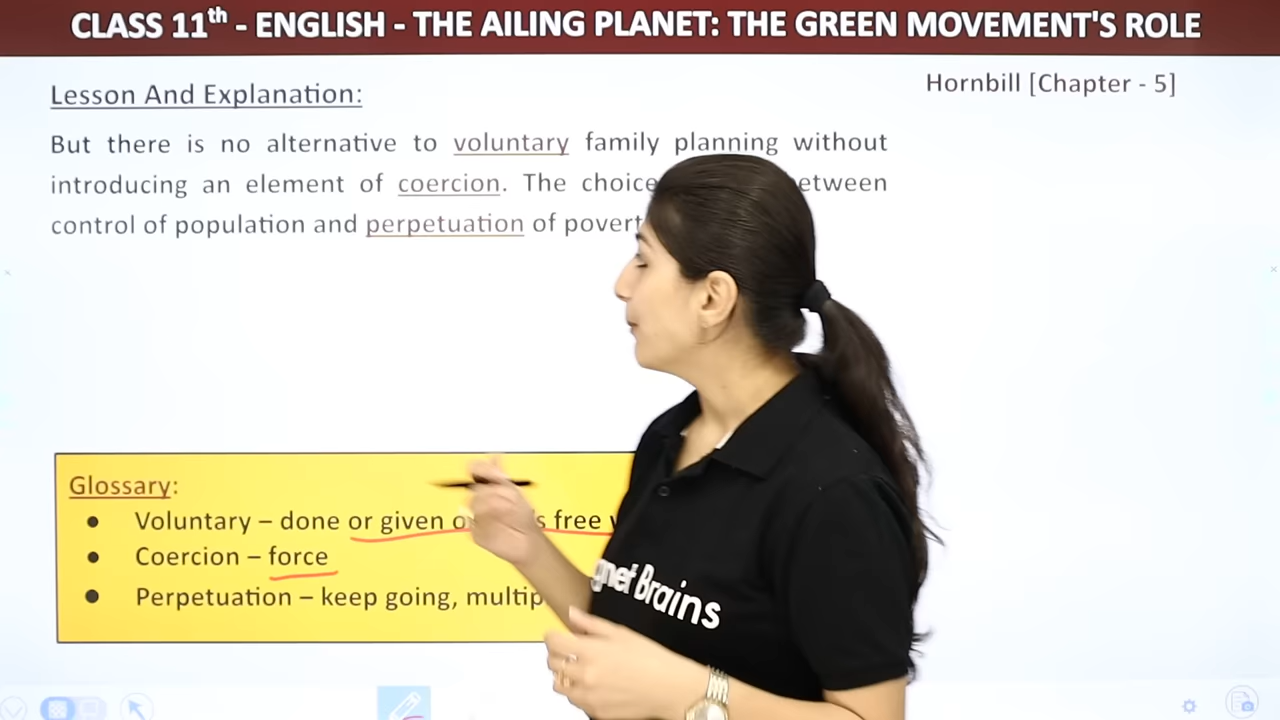 CLASS 11th - ENGLISH - THE AILING PLANET: THE GREEN MOVEMENT'S ROLE
Hornbill [Chapter - 5]
Lesson And Explanation:
But there is no alternative to voluntary family planning without
introducing an element of coercion. The choice between
control of population and perpetuation of
Glossary:
● Voluntary – done or given free
● Coercion – force
● Perpetuation – keep going,
Brains